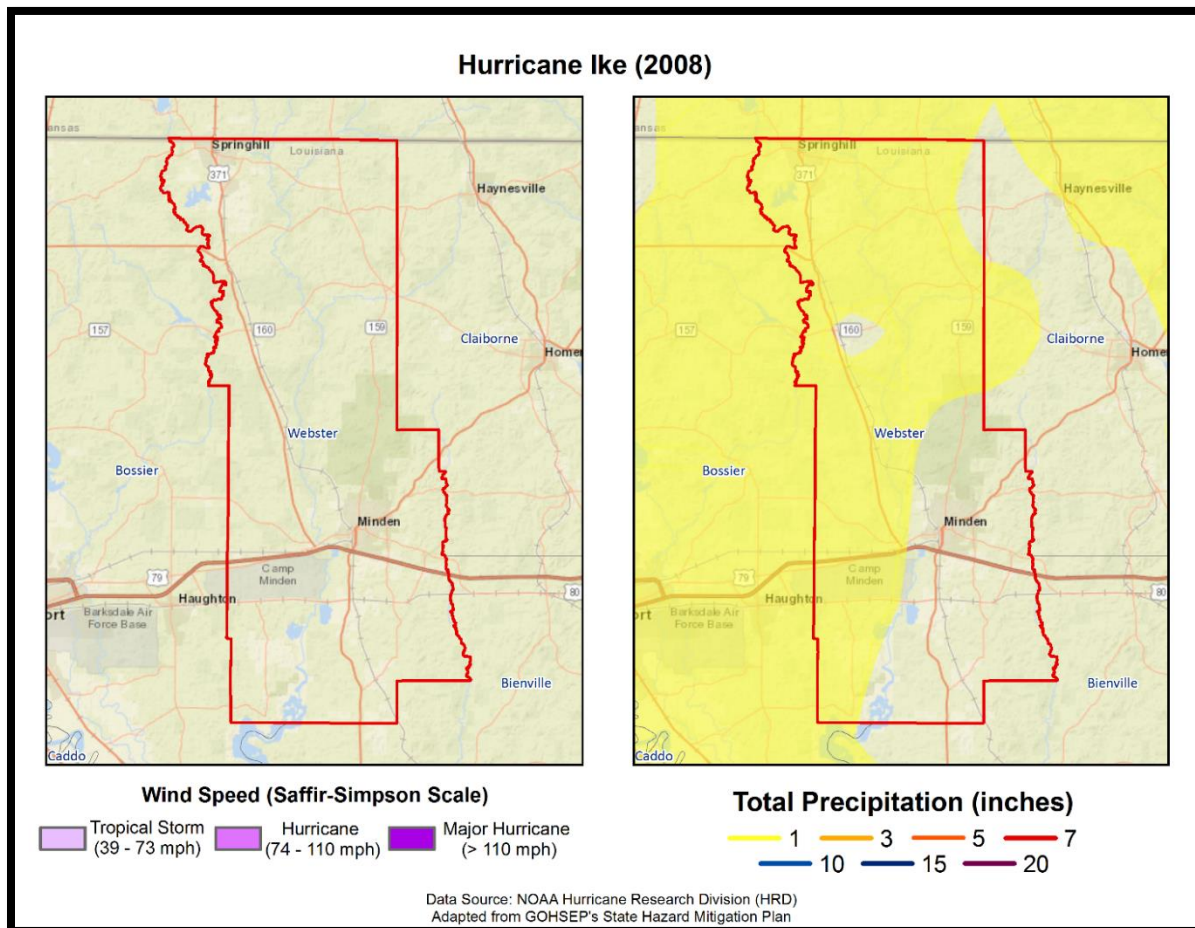 Hurricane Ike (2008)
ansas
Springhill
Louisiana
371
Haynesville
157
160
159
Claiborne
Homer
Webster
Bossier
Minden
79
Camp
Minden
Haughton
80
ort
Barksdale Air
Force Base
Bienville
Caddo
ansas
Springhill
Louisiana
371
Haynesville
157
160
159
Claiborne
Homer
Webster
Bossier
Minden
79
Camp
Minden
Haughton
80
ort
Barksdale Air
Force Base
Bienville
Caddo
Wind Speed (Saffir-Simpson Scale)
Tropical Storm
(39 - 73 mph)
Hurricane
(74 - 110 mph)
Major Hurricane
(> 110 mph)
Total Precipitation (inches)
1 3 5 7
10 15 20
Data Source: NOAA Hurricane Research Division (HRD)
Adapted from GOHSEP's State Hazard Mitigation Plan